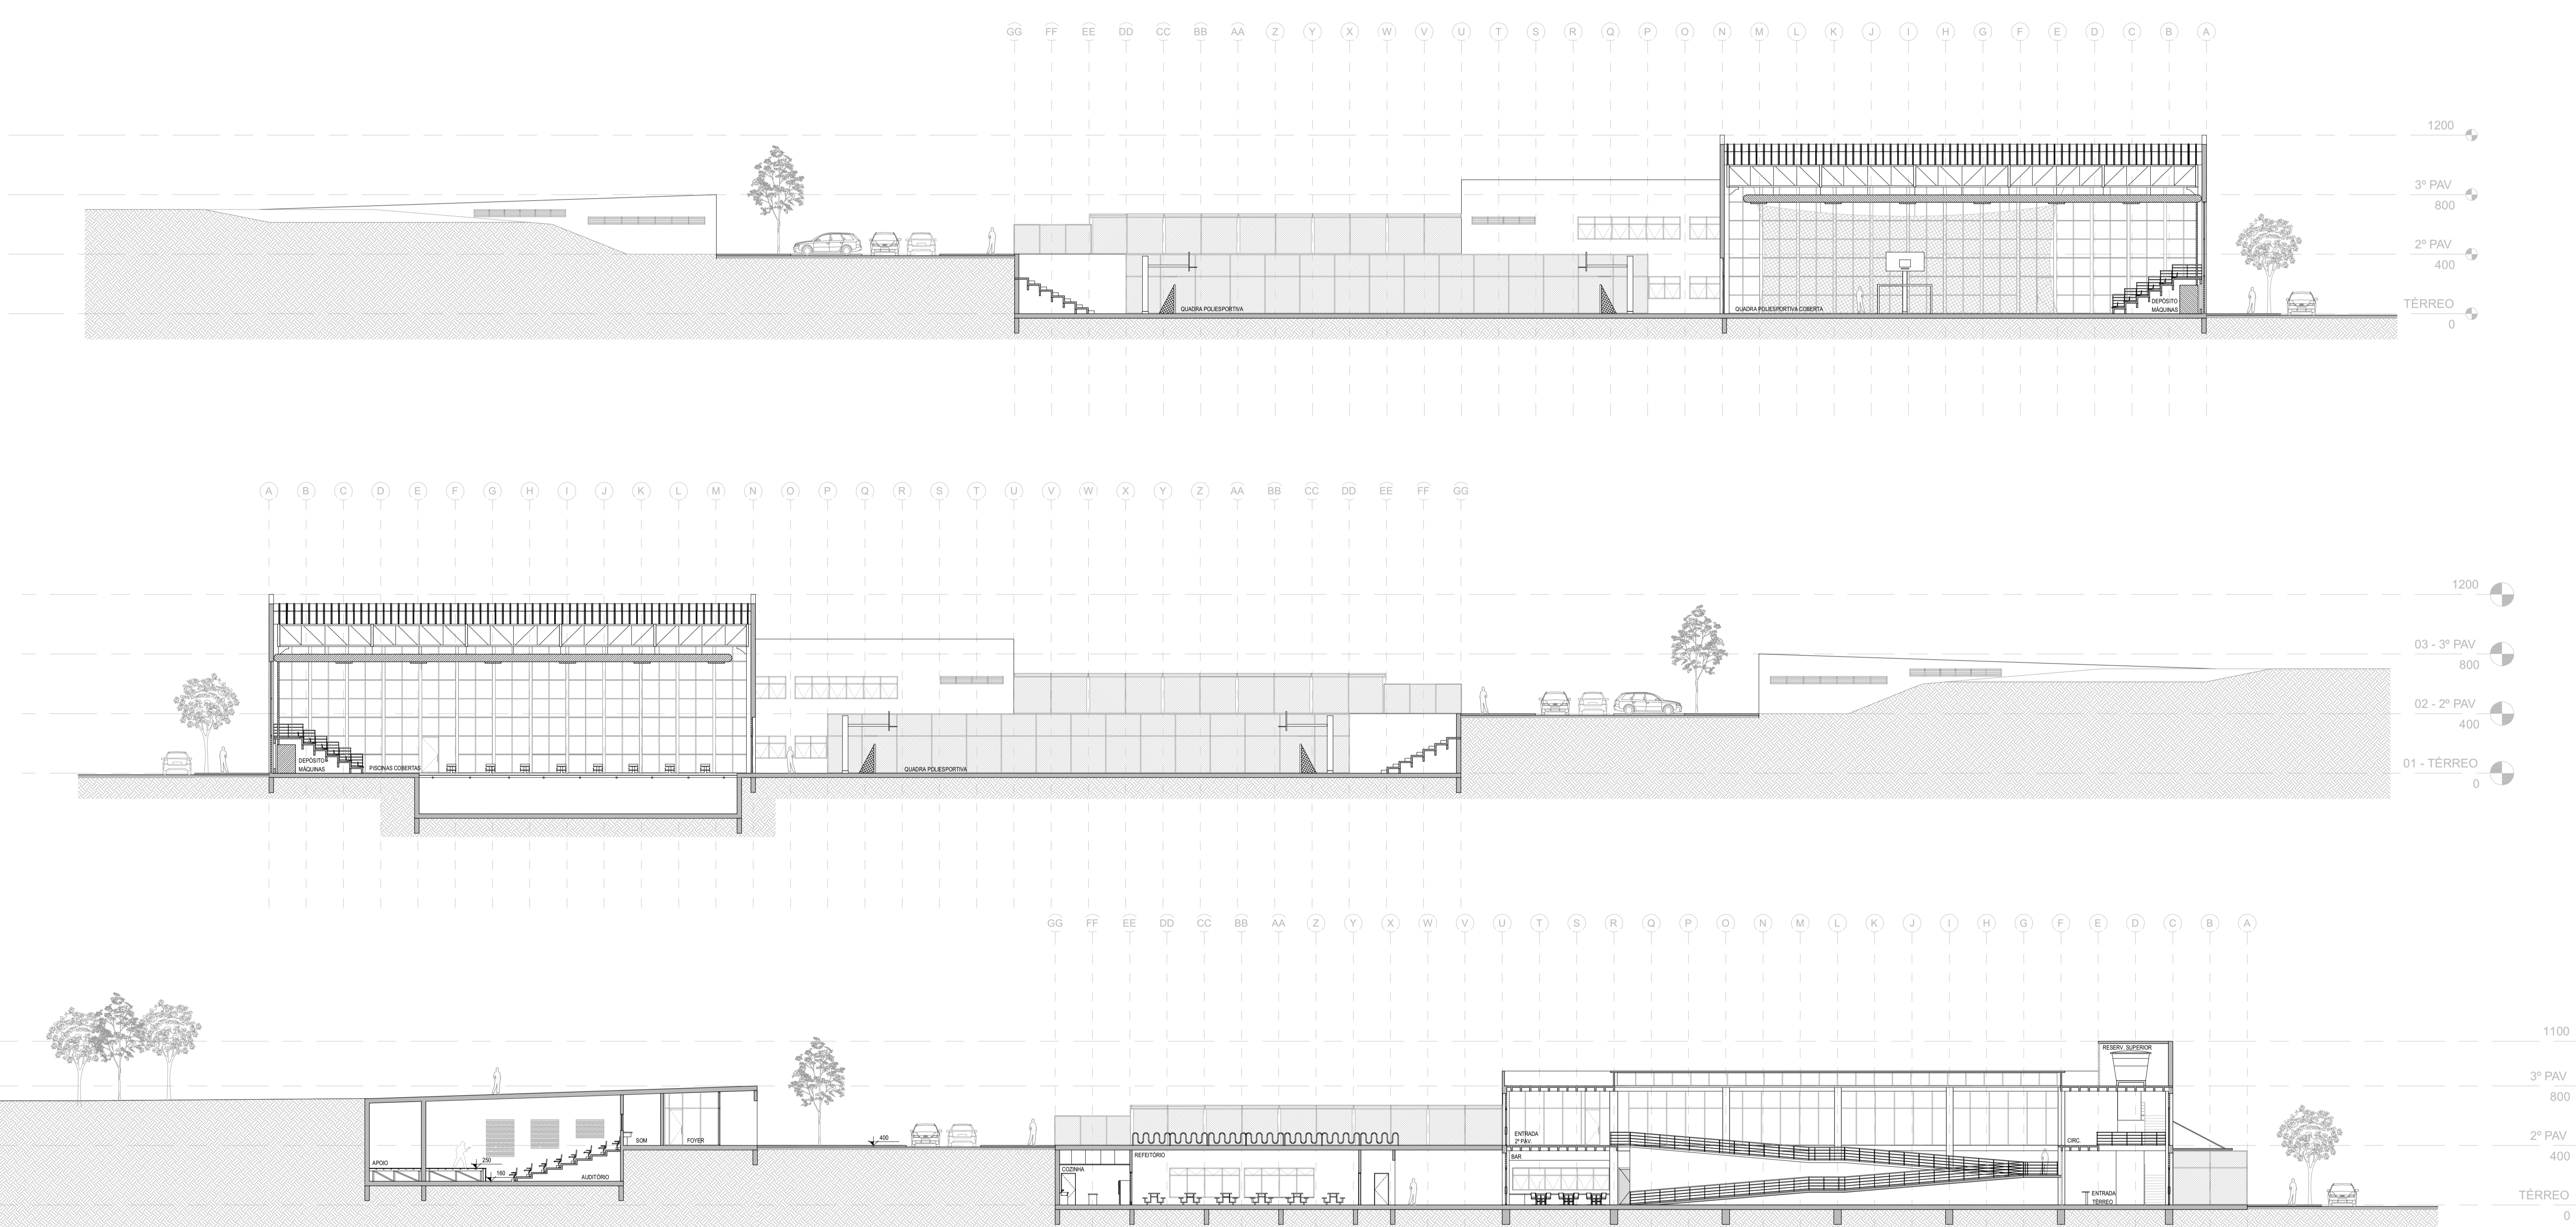 GG FF EE DD CC BB AA Z Y X W V U T S R Q P O N M L K J I H G F E D C B A
1200
3º PAV
800
2º PAV
400
TÉRREO
0
QUADRA POLIESPORTIVA
QUADRA POLIESPORTIVA COBERTA
DEPÓSITO
MÁQUINAS
A B C D E F G H I J K L M N O P Q R S T U V W X Y Z AA BB CC DD EE FF GG
1200
03 - 3º PAV
800
02 - 2º PAV
400
01 - TÉRREO
0
DEPÓSITO
MÁQUINAS
PISCINAS COBERTAS
QUADRA POLIESPORTIVA
GG FF EE DD CC BB AA Z Y X W V U T S R Q P O N M L K J I H G F E D C B A
1100
3º PAV
800
2º PAV
400
TÉRREO
0
RESERV. SUPERIOR
APOIO
250
160
AUDITÓRIO
SOM
FOYER
400
COZINHA
REFEITÓRIO
ENTRADA
2º PAV.
BAR
CIRC.
ENTRADA
TÉRREO